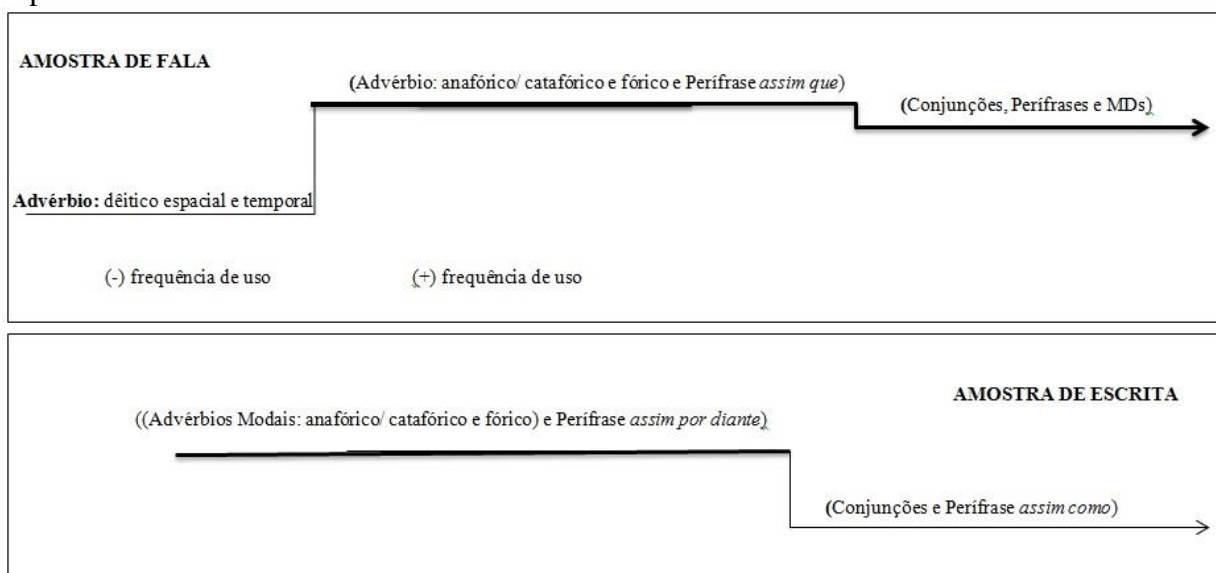 AMOSTRA DE FALA
(Advérbio: anafórico/ catafórico e fórico e Perífrase assim que)
(Conjunções, Perífrases e MDs)
Advérbio: dêitico espacial e temporal
(-) frequência de uso
(+) frequência de uso
AMOSTRA DE ESCRITA
((Advérbios Modais: anafórico/ catafórico e fórico) e Perífrase assim por diante)
(Conjunções e Perífrase assim como)